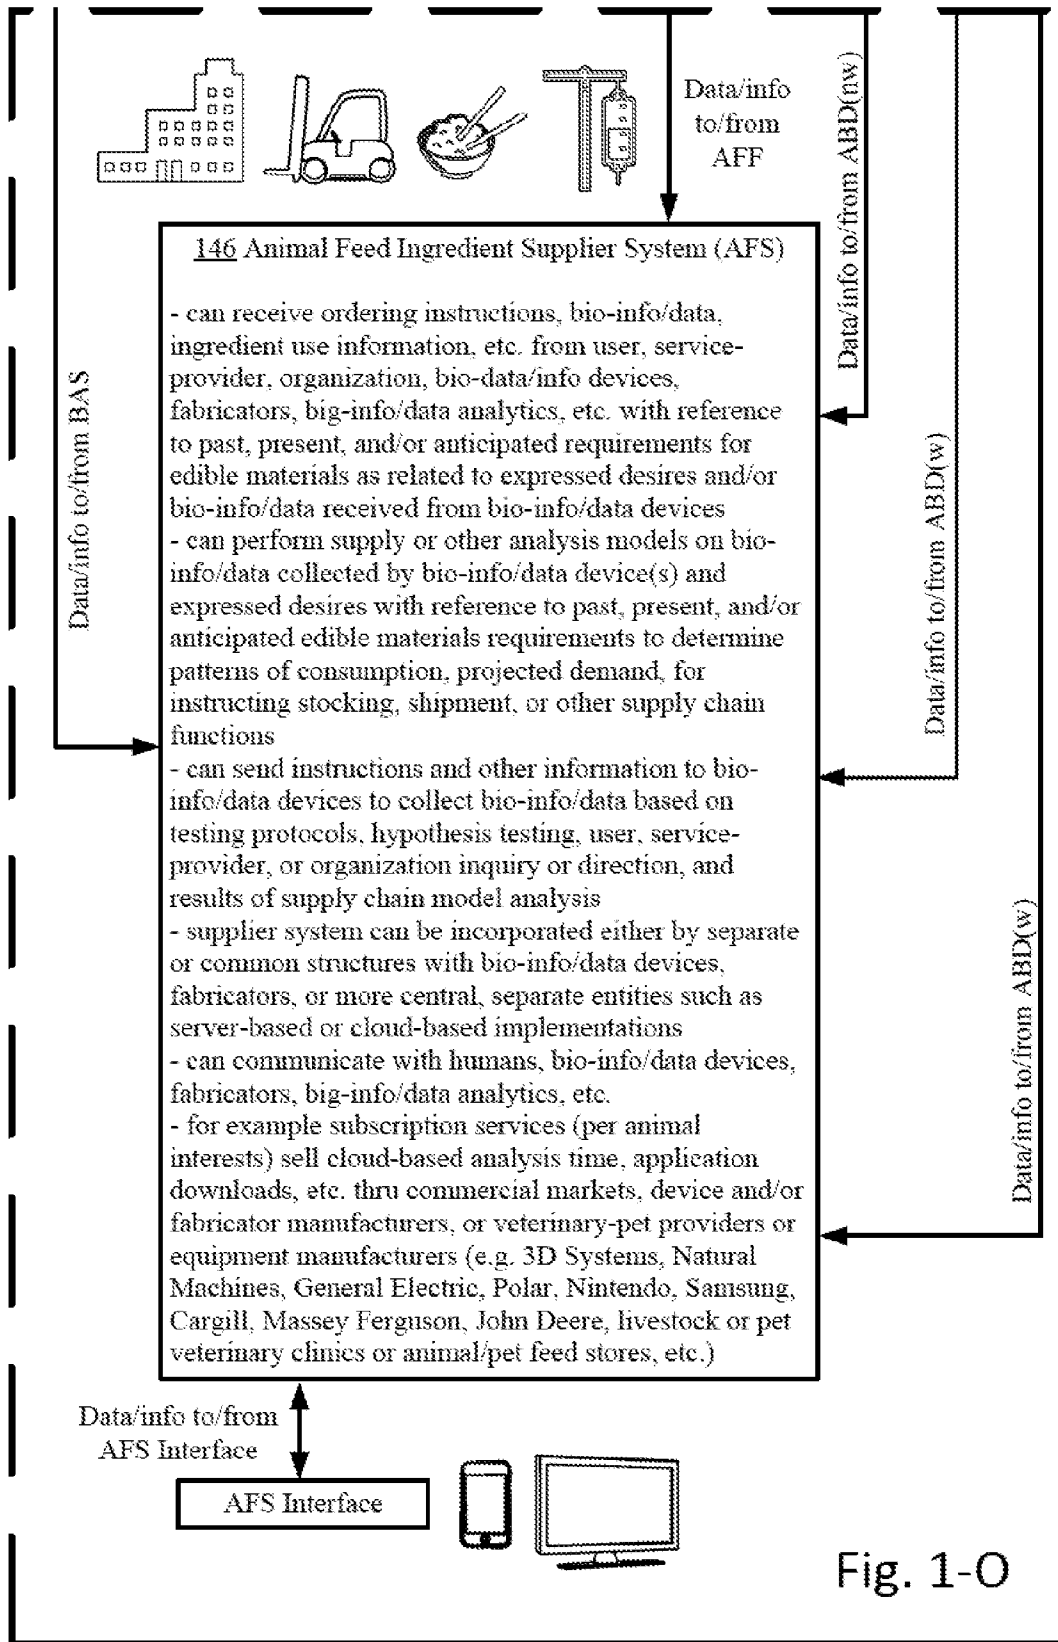 Data/info
to/from
AFF
Data/info to/from ABD(nw)
146 Animal Feed Ingredient Supplier System (AFS)
- can receive ordering instructions, bio-info/data,
ingredient use information, etc. from user, service-
provider, organization, bio-data/info devices,
fabricators, big-info/data analytics, etc. with reference
to past, present, and/or anticipated requirements for
edible materials as related to expressed desires and/or
bio-info/data received from bio-info/data devices
- can perform supply or other analysis models on bio-
info/data collected by bio-info/data device(s) and
expressed desires with reference to past, present, and/or
anticipated edible materials requirements to determine
patterns of consumption, projected demand, for
instructing stocking, shipment, or other supply chain
functions
- can send instructions and other information to bio-
info/data devices to collect bio-info/data based on
testing protocols, hypothesis testing, user, service-
provider, or organization inquiry or direction, and
results of supply chain model analysis
- supplier system can be incorporated either by separate
or common structures with bio-info/data devices,
fabricators, or more central, separate entities such as
server-based or cloud-based implementations
- can communicate with humans, bio-info/data devices,
fabricators, big-info/data analytics, etc.
- for example subscription services (per animal
interests) sell cloud-based analysis time, application
downloads, etc. thru commercial markets, device and/or
fabricator manufacturers, or veterinary-pet providers or
equipment manufacturers (e.g. 3D Systems, Natural
Machines, General Electric, Polar, Nintendo, Samsung,
Cargill, Massey Ferguson, John Deere, livestock or pet
veterinary clinics or animal/pet feed stores, etc.)
Data/info to/from BAS
Data/info to/from ABD(w)
Data/info to/from ABD(w)
Data/info to/from
AFS Interface
AFS Interface
Fig. 1-O